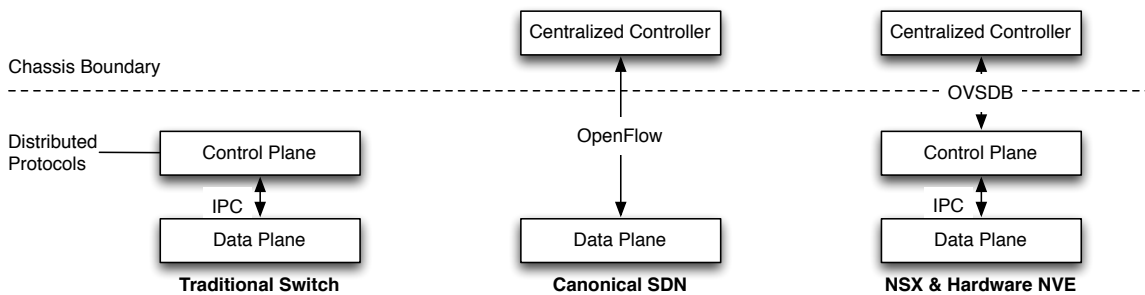 Centralized Controller
Centralized Controller
Chassis Boundary
OVSDB
Distributed
Protocols
OpenFlow
Control Plane
Control Plane
IPC
IPC
Data Plane
Data Plane
Data Plane
Traditional Switch
Canonical SDN
NSX & Hardware NVE